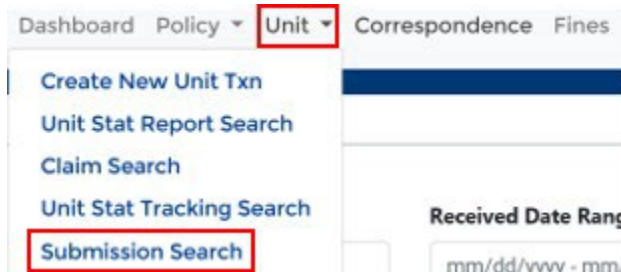 Dashboard Policy Unit Correspondence Fines
Create New Unit Txn
Unit Stat Report Search
Claim Search
Unit Stat Tracking Search
Received Date Rang
Submission Search
mm/dd/yyyy - mm/